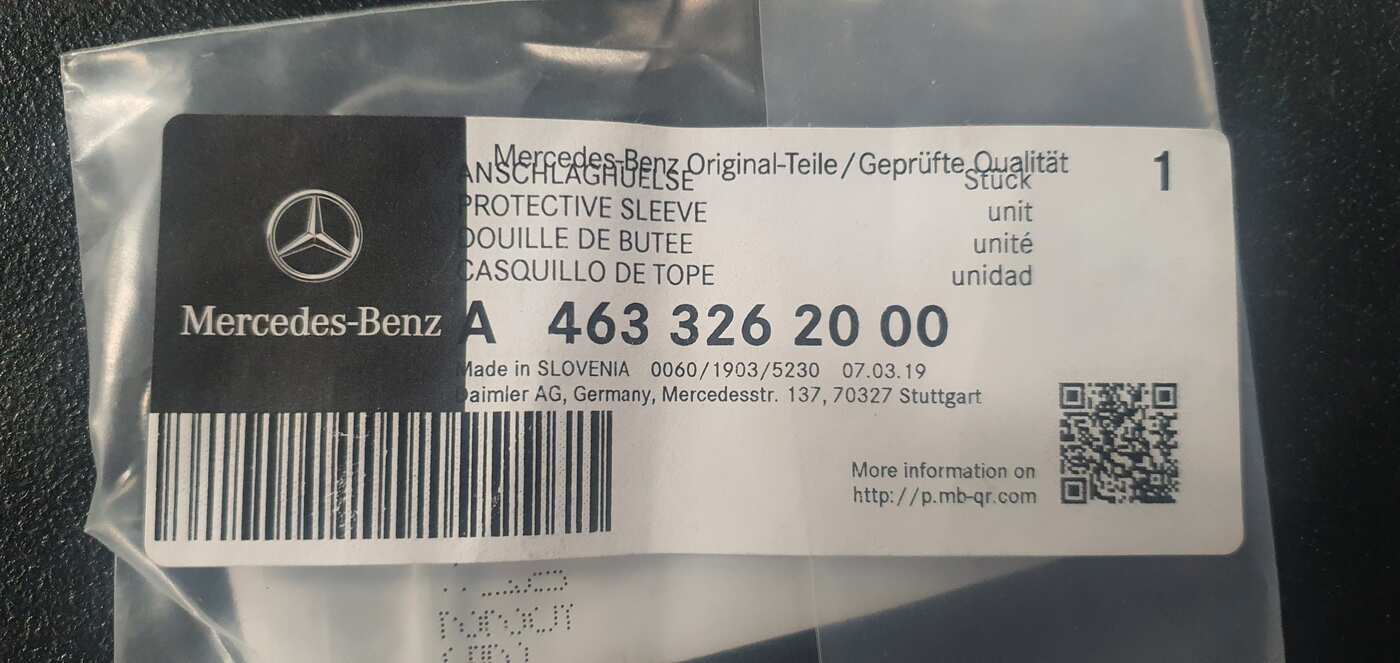 Mercedes-Benz Original-Teile/Geprüfte Qualität 1
ANSCHLAGHUELSE Stück
PROTECTIVE SLEEVE unit
DOUILLE DE BUTEE unité
CASQUILLO DE TOPE unidad
Mercedes-Benz
A 463 326 20 00
Made in SLOVENIA 0060/1903/5230 07.03.19
Daimler AG, Germany, Mercedesstr. 137, 70327 Stuttgart
More information on
http://p.mb-qr.com